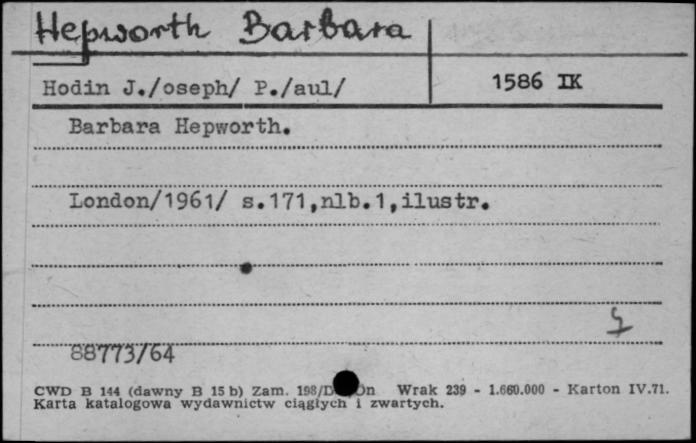 Hepworth Barbara
Hodin J./oseph/ P./aul/
1586 IK
Barbara Hepworth.
London/1961/ s.171,nlb.1,ilustr.
88773/64
CWD B 144 (dawny B 15 b) Zam. 198/D On Wrak 239 - 1.660.000 - Karton IV.71.
Karta katalogowa wydawnictw ciągłych i zwartych.